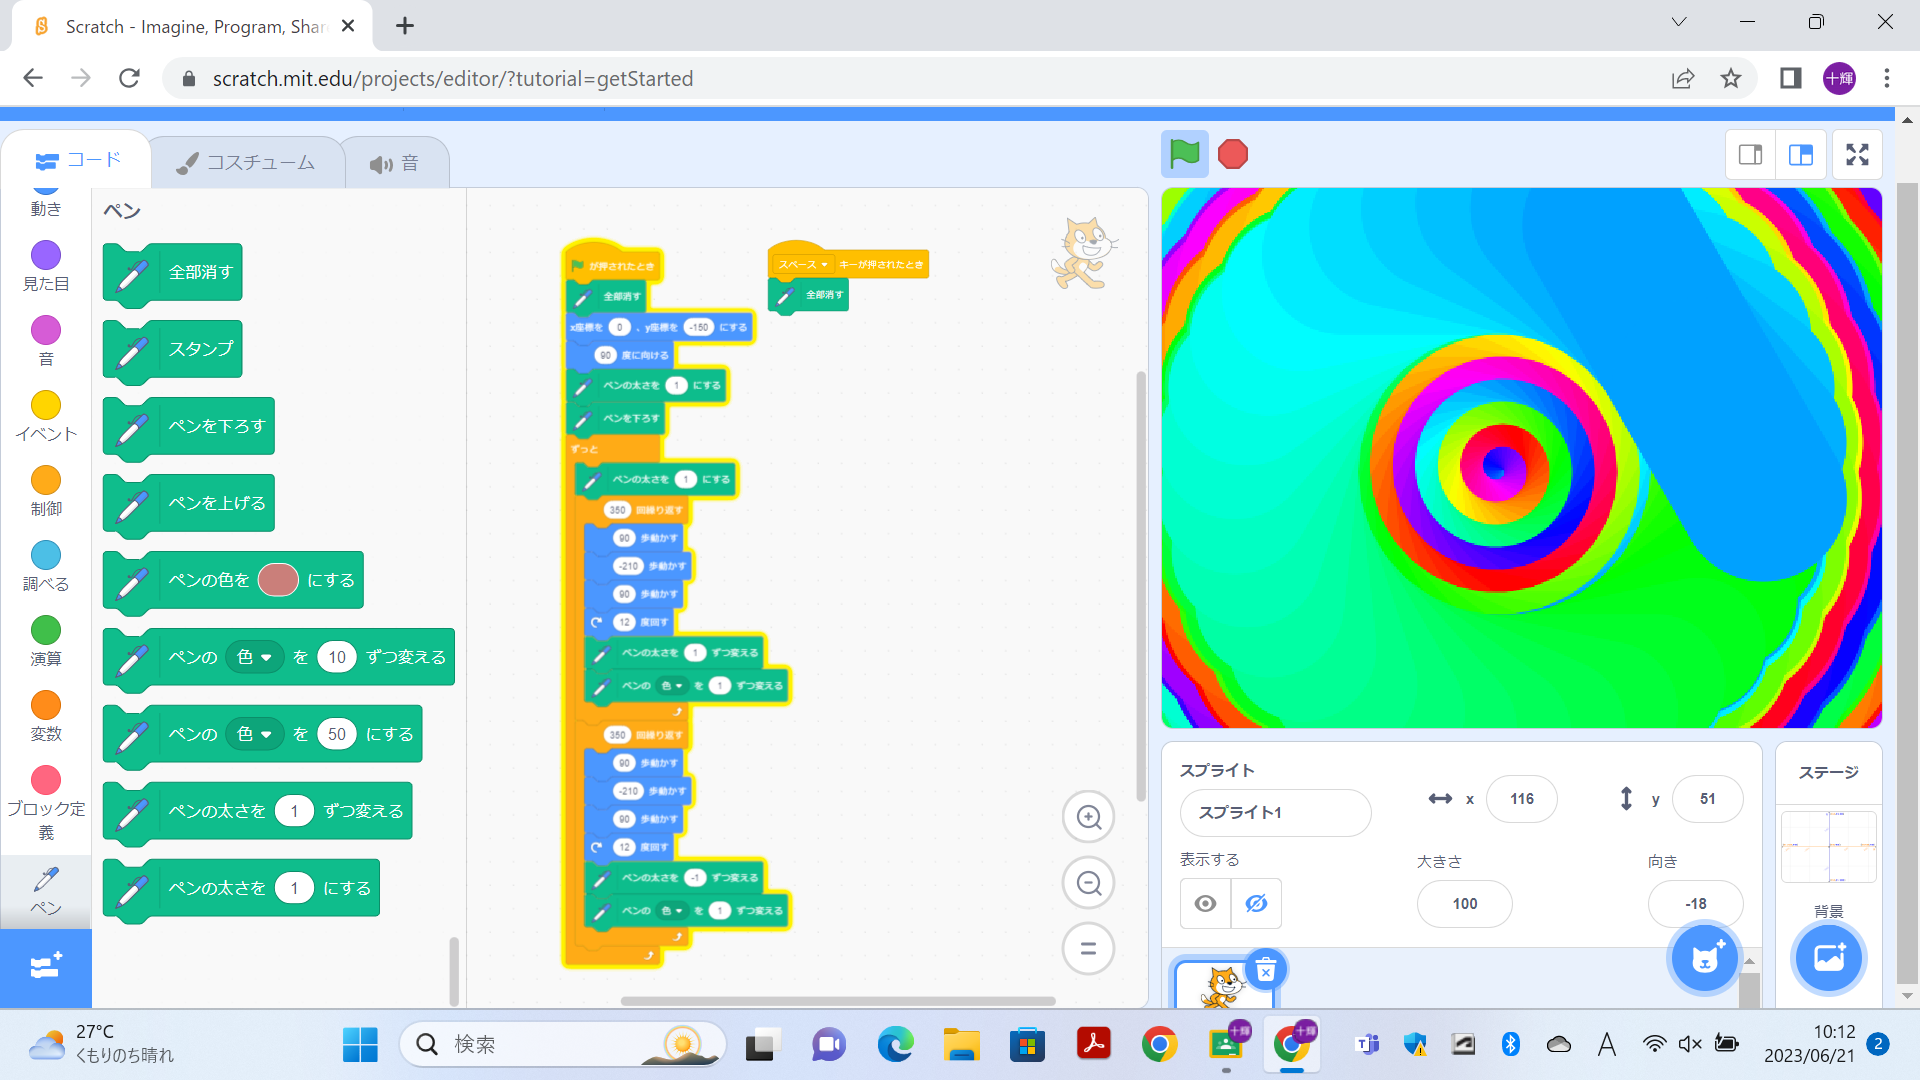 Scratch - Imagine, Program, Shar
scratch.mit.edu/projects/editor/?tutorial=getStarted
十輝
コード
コスチューム
音
動き
見た目
音
イベント
制御
調べる
演算
変数
ブロック定
義
ペン
ペン
全部消す
スタンプ
ペンを下ろす
ペンを上げる
ペンの色を にする
ペンの 色 を 10 ずつ変える
ペンの 色 を 50 にする
ペンの太さを 1 ずつ変える
ペンの太さを 1 にする
が押されたとき
全部消す
x座標を 0 、y座標を -150 にする
90 度に向ける
ペンの太さを 1 にする
ペンを下ろす
ずっと
ペンの太さを 1 にする
350 回繰り返す
90 歩動かす
-210 歩動かす
90 歩動かす
12 度回す
ペンの太さを 1 ずつ変える
ペンの 色 を 1 ずつ変える
350 回繰り返す
90 歩動かす
-210 歩動かす
90 歩動かす
12 度回す
ペンの太さを -1 ずつ変える
ペンの 色 を 1 ずつ変える
スペース キーが押されたとき
全部消す
スプライト
スプライト1
x 116
y 51
表示する
大きさ
100
向き
-18
ステージ
背景
27°C
くもりのち晴れ
検索
十輝
十輝
A
10:12
2023/06/21
2